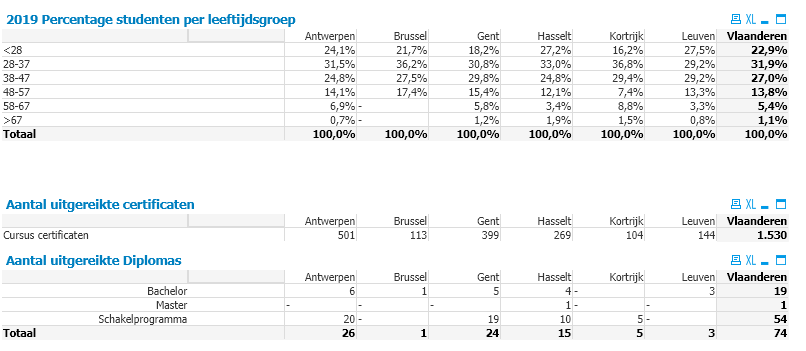 2019 Percentage studenten per leeftijdsgroep XL
Antwerpen Brussel Gent Hasselt Kortrijk Leuven Vlaanderen
<28 24,1% 21,7% 18,2% 27,2% 16,2% 27,5% 22,9%
28-37 31,5% 36,2% 30,8% 33,0% 36,8% 29,2% 31,9%
38-47 24,8% 27,5% 29,8% 24,8% 29,4% 29,2% 27,0%
48-57 14,1% 17,4% 15,4% 12,1% 7,4% 13,3% 13,8%
58-67 6,9% - 5,8% 3,4% 8,8% 3,3% 5,4%
>67 0,7% - 1,2% 1,9% 1,5% 0,8% 1,1%
Totaal 100,0% 100,0% 100,0% 100,0% 100,0% 100,0% 100,0%
Aantal uitgereikte certificaten XL
Antwerpen Brussel Gent Hasselt Kortrijk Leuven Vlaanderen
Cursus certificaten 501 113 399 269 104 144 1.530
Aantal uitgereikte Diplomas XL
Antwerpen Brussel Gent Hasselt Kortrijk Leuven Vlaanderen
Bachelor 6 1 5 4 - 3 19
Master - - - 1 - - 1
Schakelprogramma 20 - 19 10 5 - 54
Totaal 26 1 24 15 5 3 74